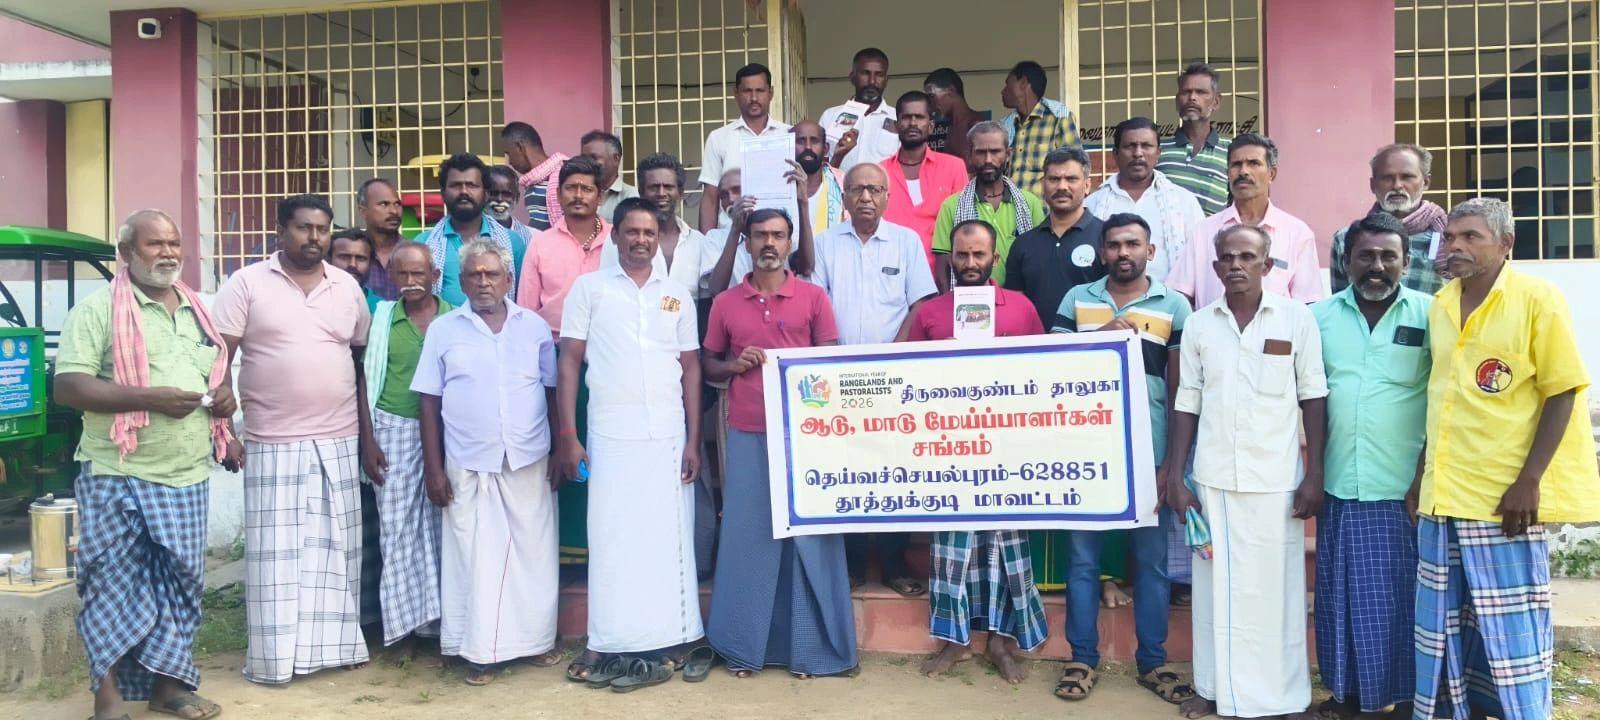 INTERNATIONAL YEAR OF
RANGELANDS AND
PASTORALISTS
2026
திருவைகுண்டம் தாலுகா
ஆடு, மாடு மேய்ப்பாளர்கள்
சங்கம்
தெய்வச்செயல்புரம்-628851
தூத்துக்குடி மாவட்டம்